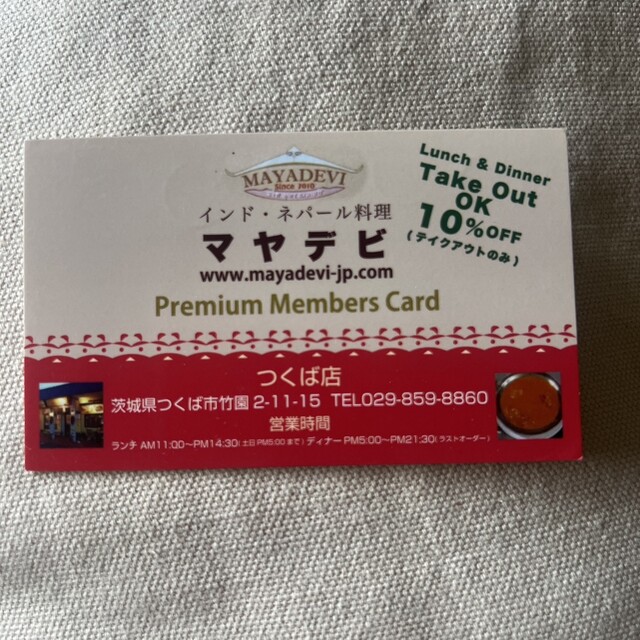 MAYADEVI
Since 2010
インド・ネパール料理
マヤデビ
www.mayadevi-jp.com
Premium Members Card
Lunch & Dinner
Take Out
OK
10%OFF
(テイクアウトのみ)
つくば店
茨城県つくば市竹園 2-11-15 TEL029-859-8860
営業時間
ランチ AM11:00～PM14:30(土日PM5:00まで) ディナー PM5:00～PM21:30(ラストオーダー)